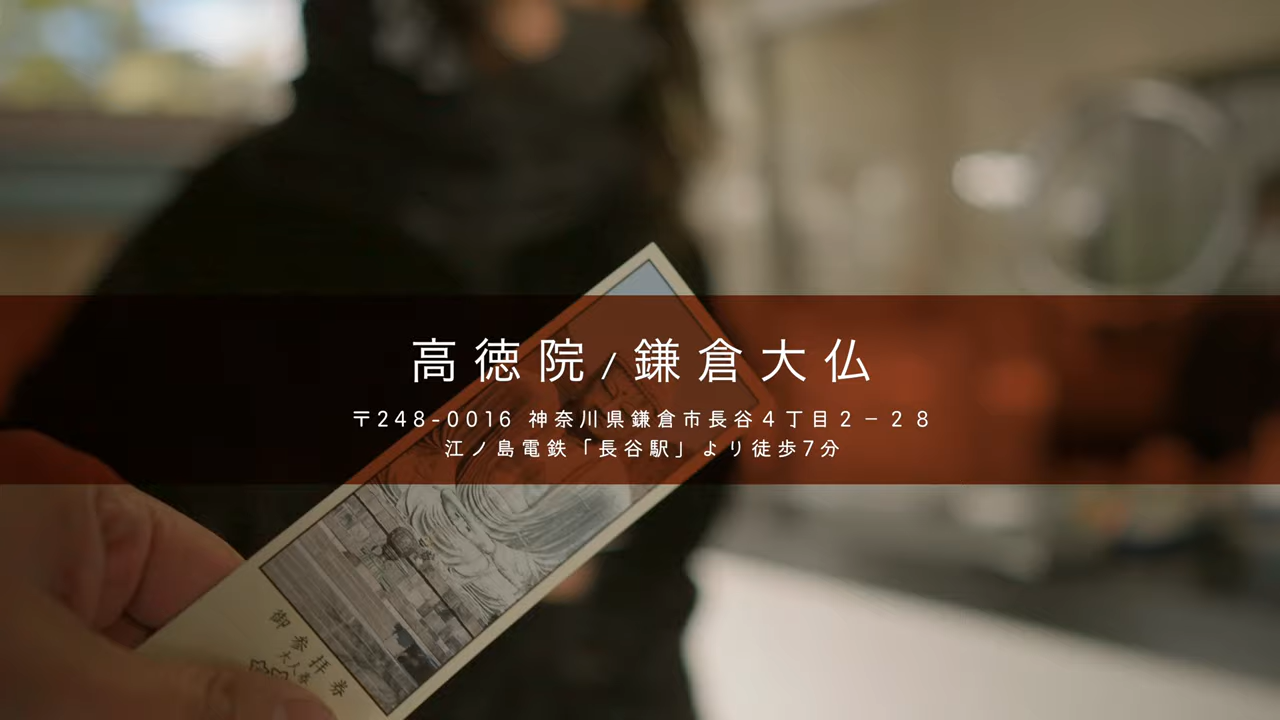 高徳院/鎌倉大仏
〒248-0016 神奈川県鎌倉市長谷4丁目2－28
江ノ島電鉄「長谷駅」より徒歩7分
御参拝券
大人券